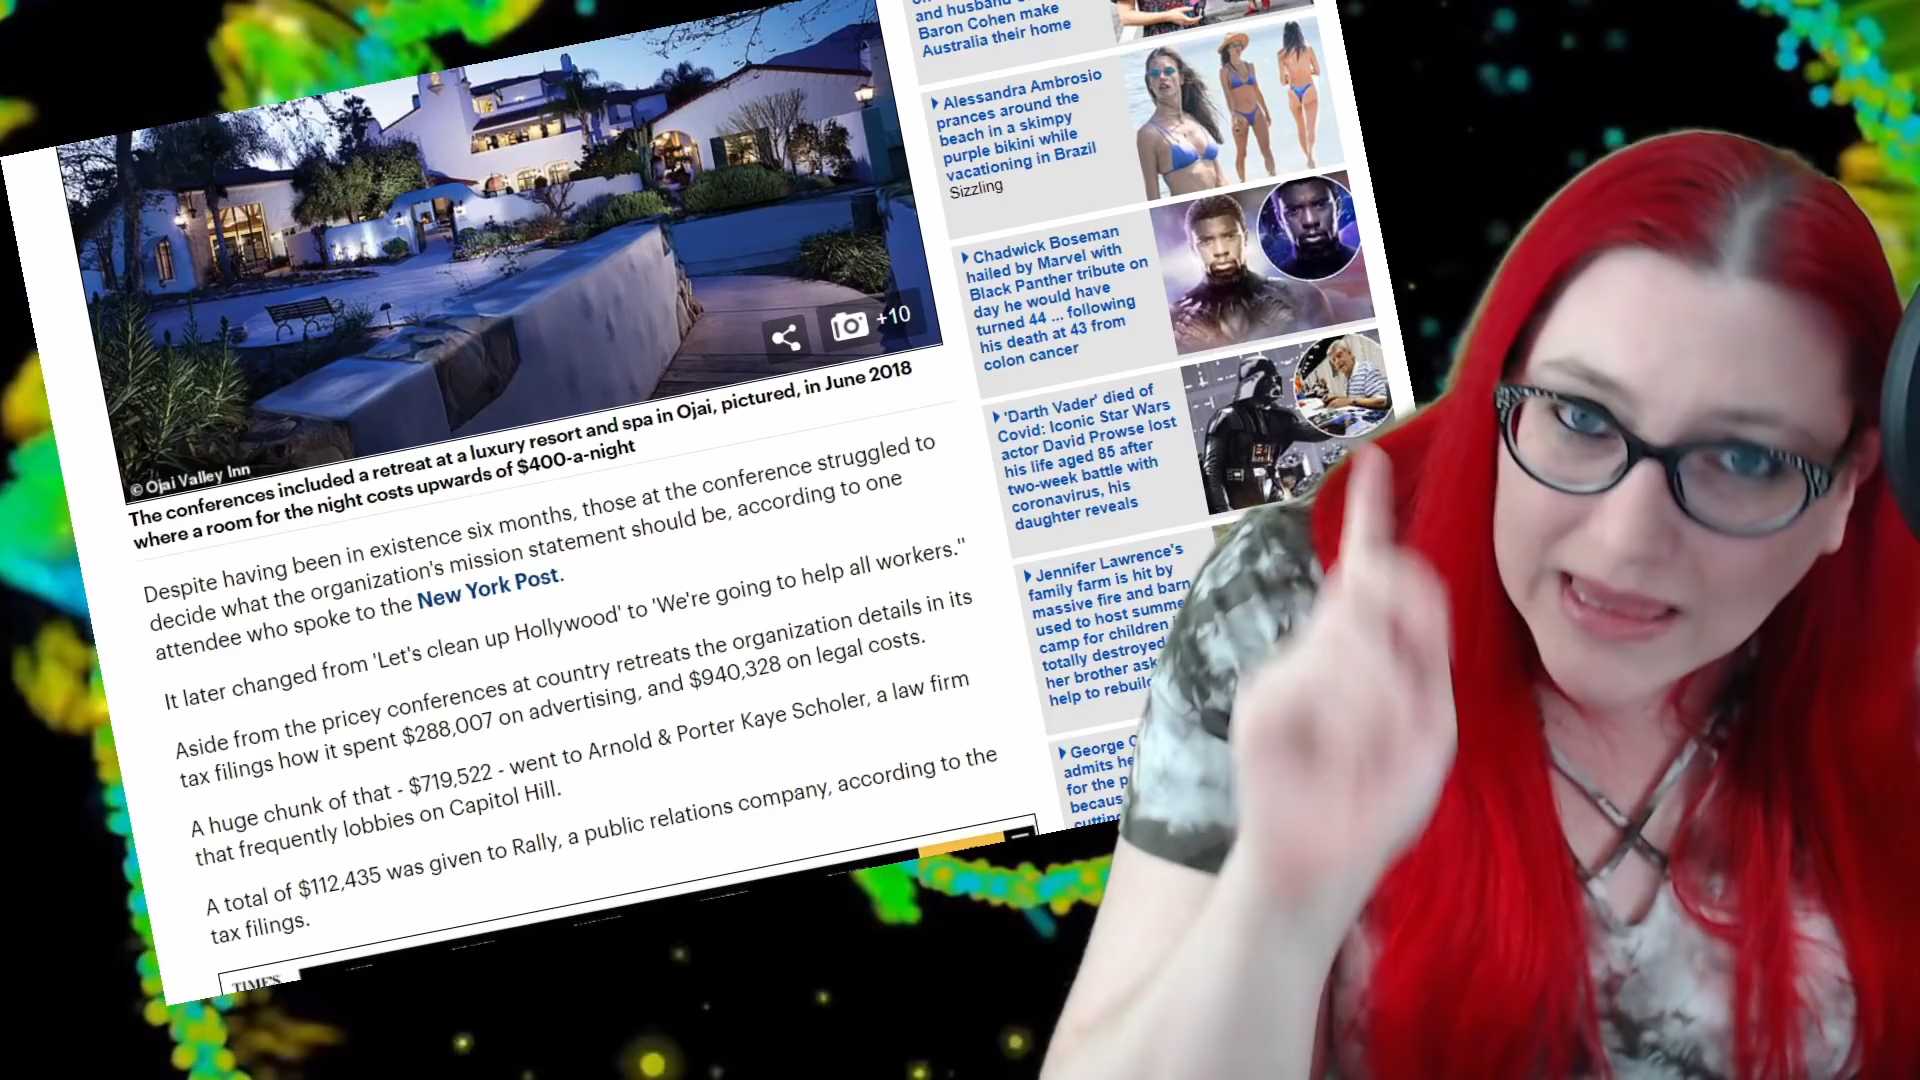 © Ojai Valley Inn
+10
The conferences included a retreat at a luxury resort and spa in Ojai, pictured, in June 2018
where a room for the night costs upwards of $400-a-night
Despite having been in existence six months, those at the conference struggled to
decide what the organization's mission statement should be, according to one
attendee who spoke to the New York Post.
It later changed from 'Let's clean up Hollywood' to 'We're going to help all workers."
Aside from the pricey conferences at country retreats the organization details in its
tax filings how it spent $288,007 on advertising, and $940,328 on legal costs.
A huge chunk of that - $719,522 - went to Arnold & Porter Kaye Scholer, a law firm
that frequently lobbies on Capitol Hill.
A total of $112,435 was given to Rally, a public relations company, according to the
tax filings.
TIMES
and husband
Baron Cohen make
Australia their home
Alessandra Ambrosio
prances around the
beach in a skimpy
purple bikini while
vacationing in Brazil
Sizzling
Chadwick Boseman
hailed by Marvel with
Black Panther tribute on
day he would have
turned 44 ... following
his death at 43 from
colon cancer
'Darth Vader' died of
Covid: Iconic Star Wars
actor David Prowse lost
his life aged 85 after
two-week battle with
coronavirus, his
daughter reveals
Jennifer Lawrence's
family farm is hit by
massive fire and barn
used to host
camp for children
totally destroyed
her brother
help to
George
admits
for the